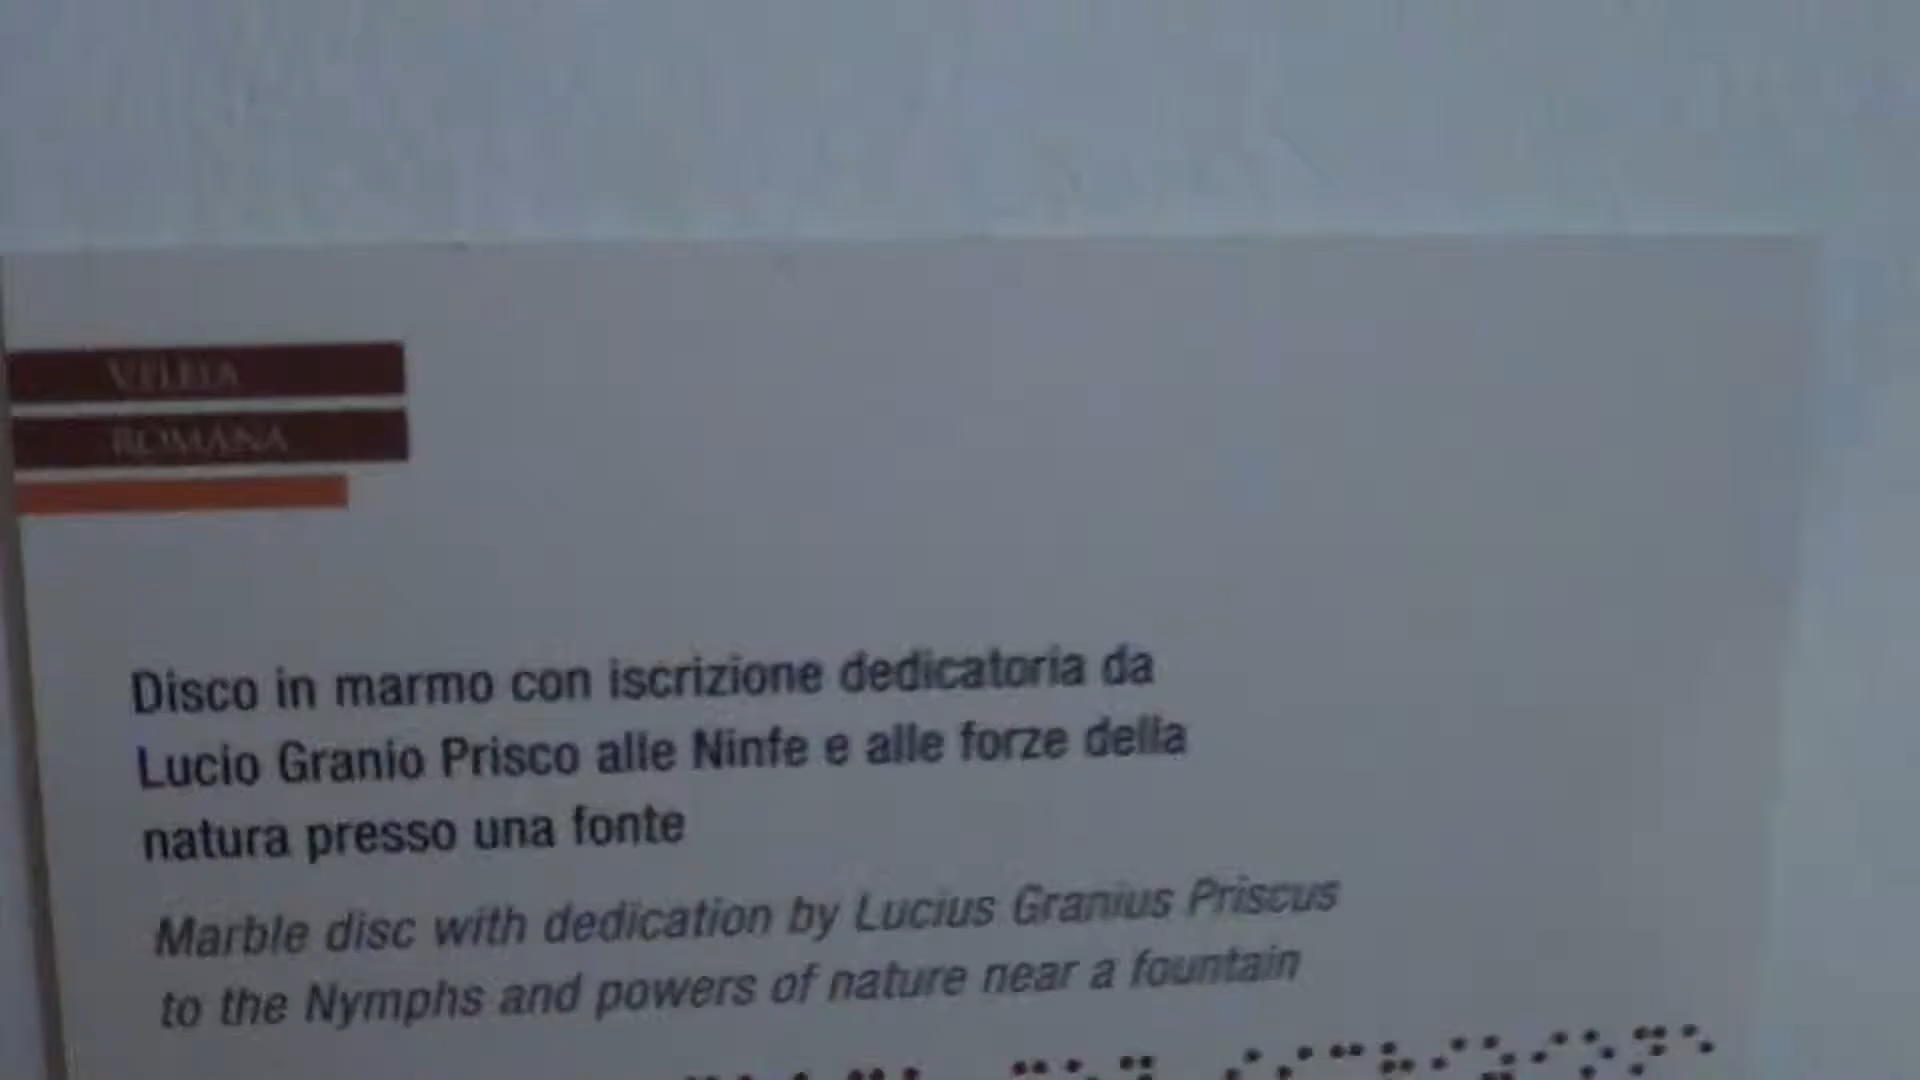 VELEIA
ROMANA
Disco in marmo con iscrizione dedicatoria da
Lucio Granio Prisco alle Ninfe e alle forze della
natura presso una fonte
Marble disc with dedication by Lucius Granius Priscus
to the Nymphs and powers of nature near a fountain